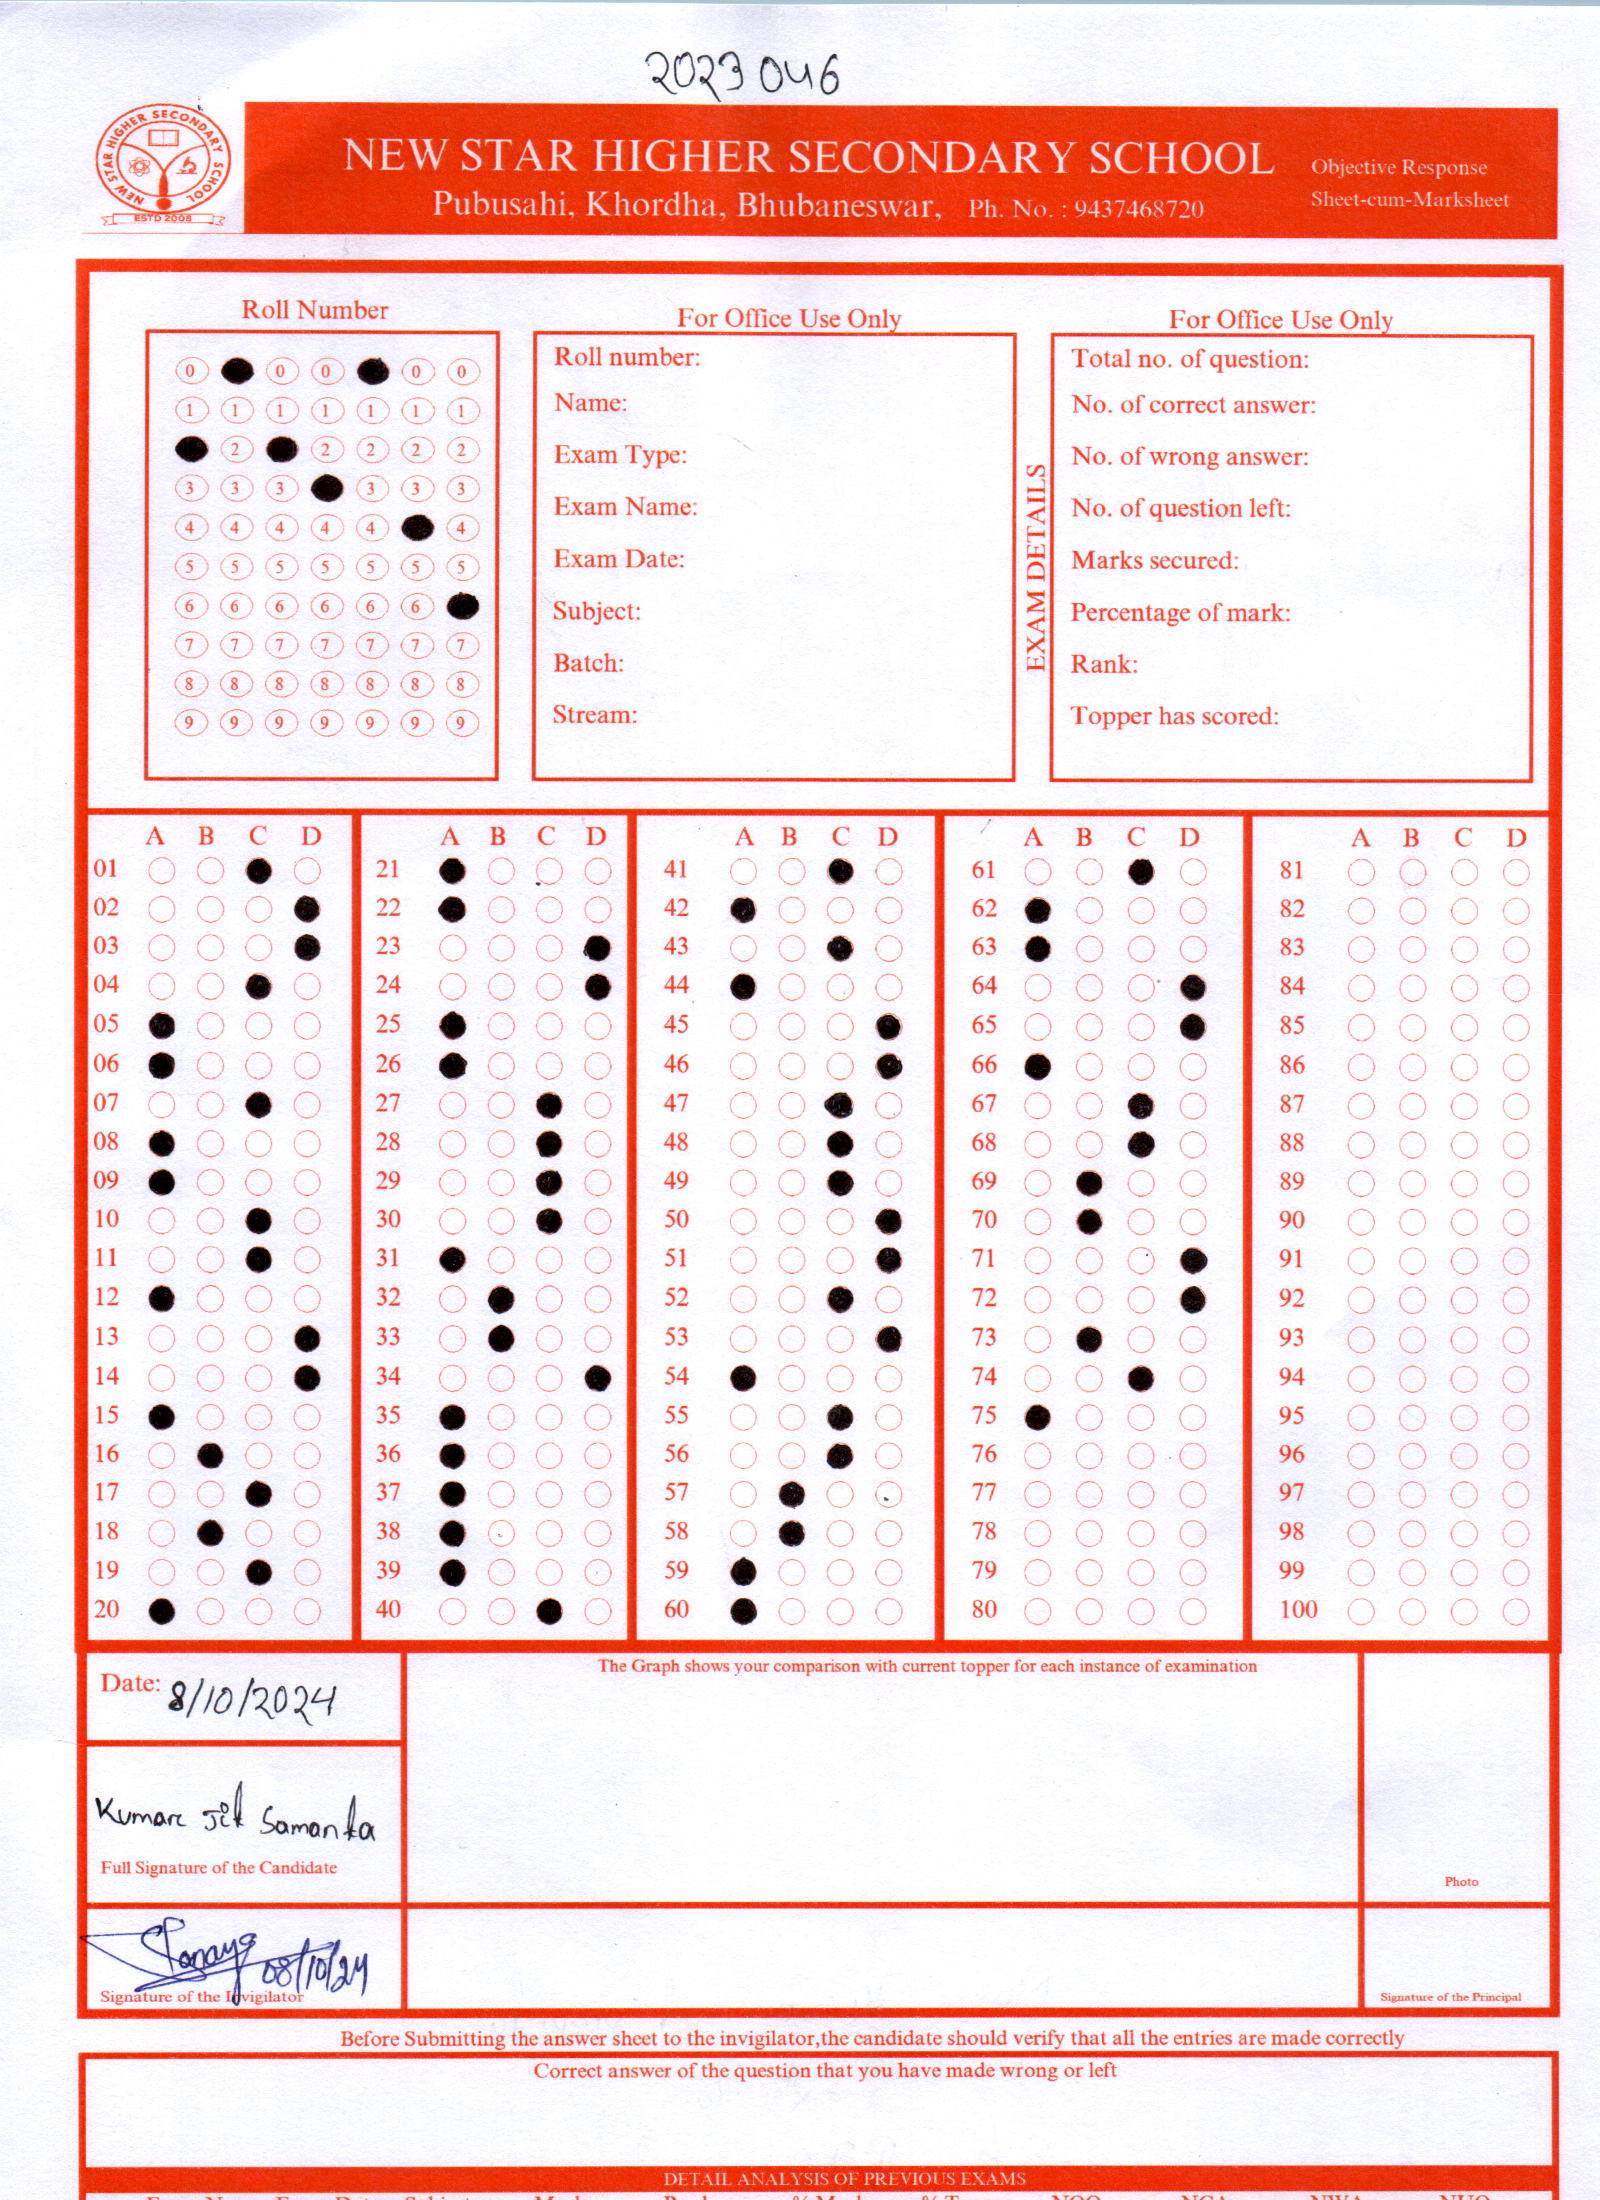 2023046
NEW STAR HIGHER SECONDARY SCHOOL
ESTD 2008
NEW STAR HIGHER SECONDARY SCHOOL
Pubusahi, Khordha, Bhubaneswar, Ph. No. : 9437468720
Objective Response
Sheet-cum-Marksheet
Roll Number
0 0 0 0 0
1 1 1 1 1 1 1
2 2 2 2 2
3 3 3 3 3 3
4 4 4 4 4 4
5 5 5 5 5 5 5
6 6 6 6 6 6
7 7 7 7 7 7 7
8 8 8 8 8 8 8
9 9 9 9 9 9 9
For Office Use Only
Roll number:
Name:
Exam Type:
Exam Name:
Exam Date:
Subject:
Batch:
Stream:
EXAM DETAILS
For Office Use Only
Total no. of question:
No. of correct answer:
No. of wrong answer:
No. of question left:
Marks secured:
Percentage of mark:
Rank:
Topper has scored:
A B C D
01
02
03
04
05
06
07
08
09
10
11
12
13
14
15
16
17
18
19
20
A B C D
21
22
23
24
25
26
27
28
29
30
31
32
33
34
35
36
37
38
39
40
A B C D
41
42
43
44
45
46
47
48
49
50
51
52
53
54
55
56
57
58
59
60
A B C D
61
62
63
64
65
66
67
68
69
70
71
72
73
74
75
76
77
78
79
80
A B C D
81
82
83
84
85
86
87
88
89
90
91
92
93
94
95
96
97
98
99
100
Date: 8/10/2024
Kumar Jit Samanta
Full Signature of the Candidate
08/10/24
Signature of the Invigilator
The Graph shows your comparison with current topper for each instance of examination
Photo
Signature of the Principal
Before Submitting the answer sheet to the invigilator,the candidate should verify that all the entries are made correctly
Correct answer of the question that you have made wrong or left
DETAIL ANALYSIS OF PREVIOUS EXAMS